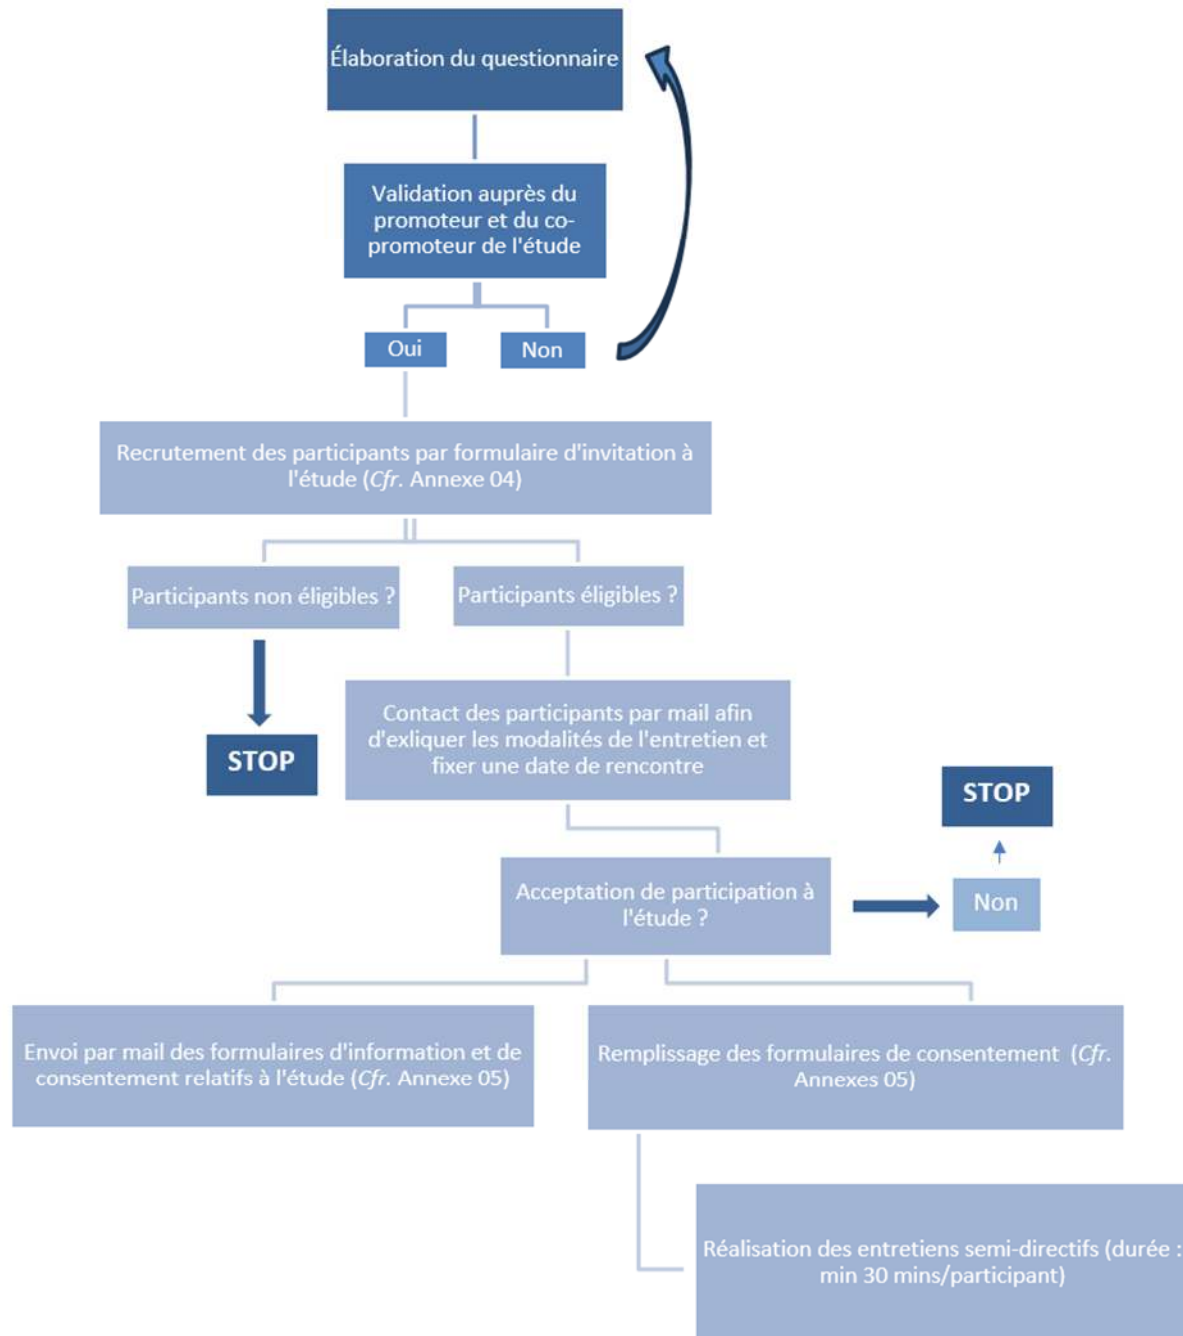 Élaboration du questionnaire
Validation auprès du
promoteur et du co-
promoteur de l'étude
Oui
Non
Recrutement des participants par formulaire d'invitation à
l'étude (Cfr. Annexe 04)
Participants non éligibles ?
Participants éligibles ?
STOP
Contact des participants par mail afin
d'exliquer les modalités de l'entretien et
fixer une date de rencontre
STOP
Acceptation de participation à
l'étude ?
Non
Envoi par mail des formulaires d'information et de
consentement relatifs à l'étude (Cfr. Annexe 05)
Remplissage des formulaires de consentement (Cfr.
Annexes 05)
Réalisation des entretiens semi-directifs (durée :
min 30 mins/participant)